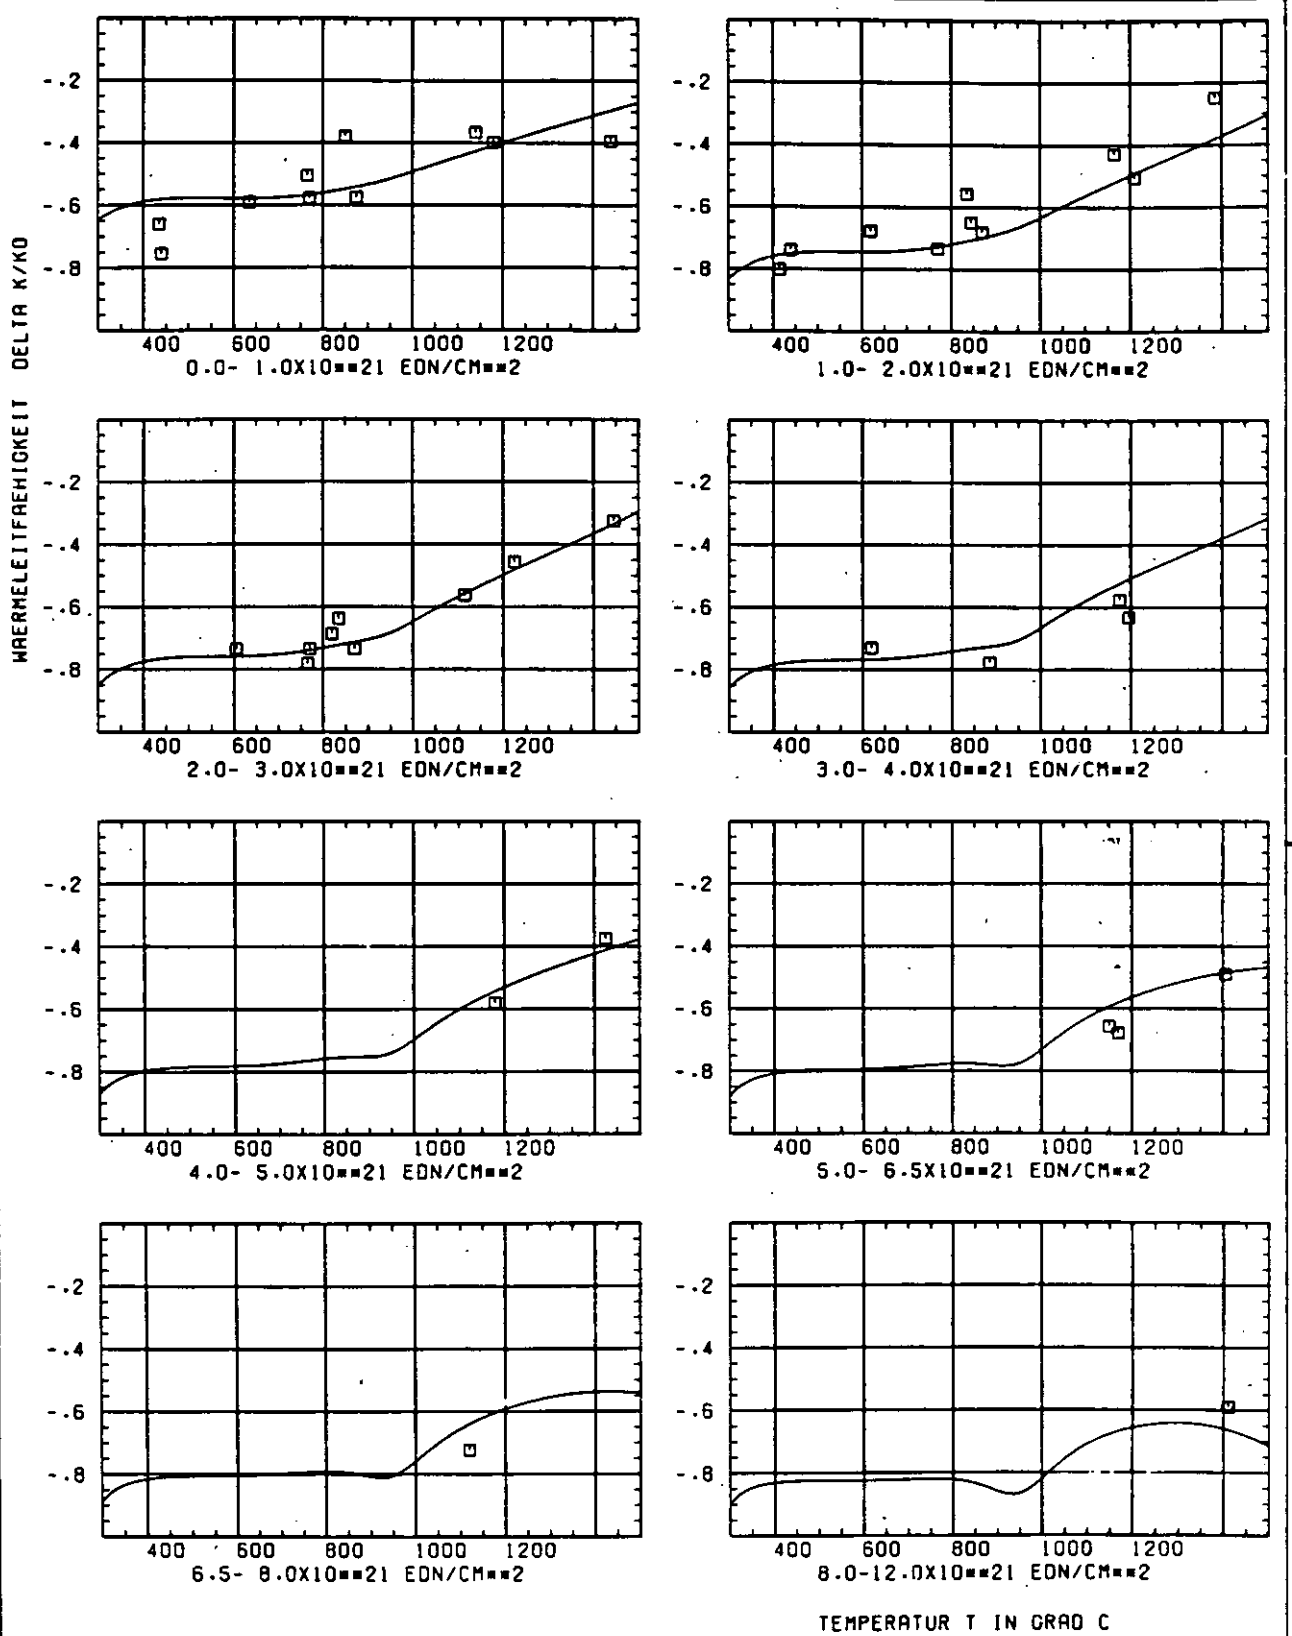 WAERMELEITFAEHIGKEIT DELTA K/KO
-.2 -.2
-.4 -.4
-.6 -.6
-.8 -.8
400 600 800 1000 1200 400 600 800 1000 1200
0.0- 1.0X10**21 EDN/CM**2 1.0- 2.0X10**21 EDN/CM**2
-.2 -.2
-.4 -.4
-.6 -.6
-.8 -.8
400 600 800 1000 1200 400 600 800 1000 1200
2.0- 3.0X10**21 EDN/CM**2 3.0- 4.0X10**21 EDN/CM**2
-.2 -.2
-.4 -.4
-.6 -.6
-.8 -.8
400 600 800 1000 1200 400 600 800 1000 1200
4.0- 5.0X10**21 EDN/CM**2 5.0- 6.5X10**21 EDN/CM**2
-.2 -.2
-.4 -.4
-.6 -.6
-.8 -.8
400 600 800 1000 1200 400 600 800 1000 1200
6.5- 8.0X10**21 EDN/CM**2 8.0-12.0X10**21 EDN/CM**2
TEMPERATUR T IN GRAD C